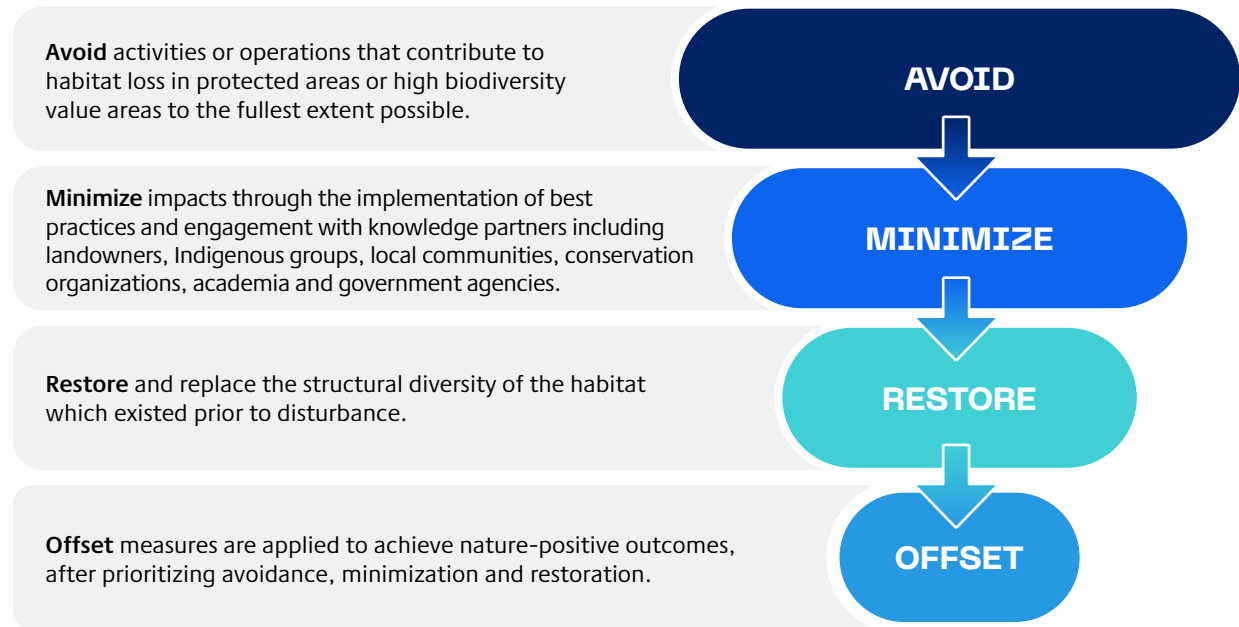 Avoid activities or operations that contribute to
habitat loss in protected areas or high biodiversity
value areas to the fullest extent possible.
AVOID
Minimize impacts through the implementation of best
practices and engagement with knowledge partners including
landowners, Indigenous groups, local communities, conservation
organizations, academia and government agencies.
MINIMIZE
Restore and replace the structural diversity of the habitat
which existed prior to disturbance.
RESTORE
Offset measures are applied to achieve nature-positive outcomes,
after prioritizing avoidance, minimization and restoration.
OFFSET